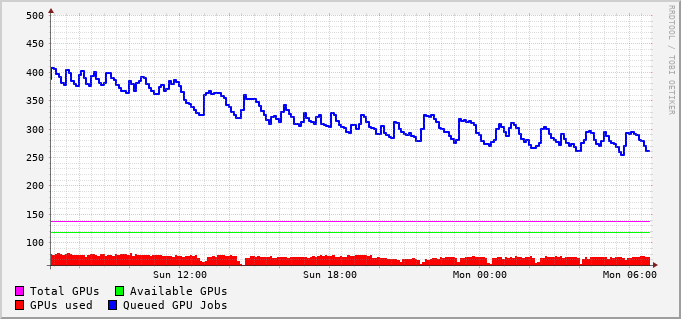 500
450
400
350
300
250
200
150
100
Sun 12:00 Sun 18:00 Mon 00:00 Mon 06:00
Total GPUs Available GPUs
GPUs used Queued GPU Jobs
RRDTOOL / TOBI OETIKER